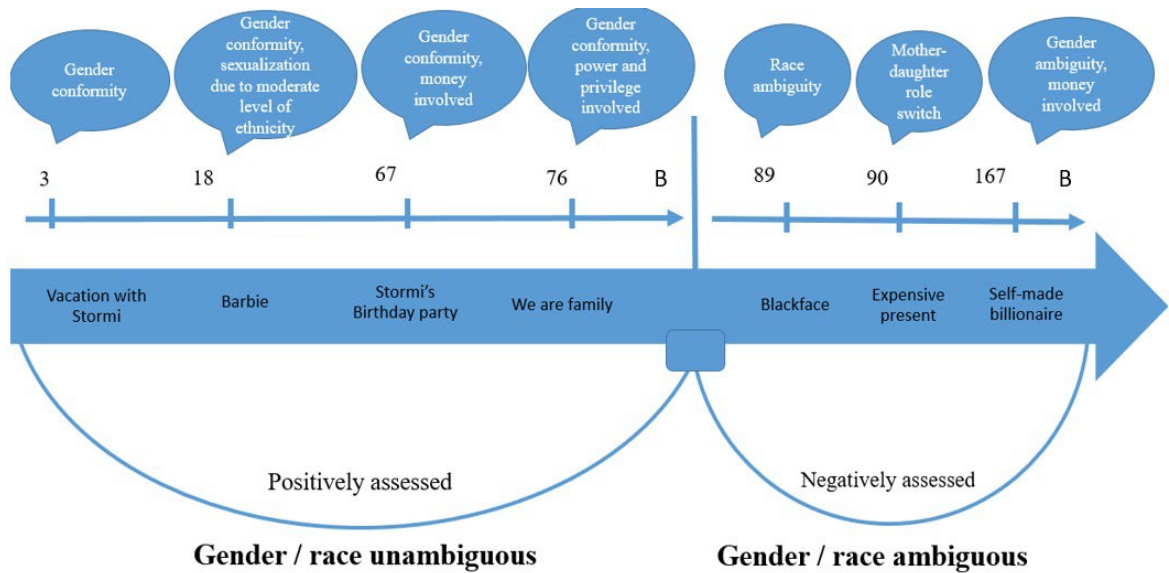 Gender
conformity
Gender
conformity,
sexualization
due to moderate
level of
ethnicity
Gender
conformity,
money
involved
Gender
conformity,
power and
privilege
involved
Race
ambiguity
Mother-
daughter
role
switch
Gender
ambiguity,
money
involved
3 18 67 76 B 89 90 167 B
Vacation with
Stormi
Barbie
Stormi's
Birthday party
We are family
Blackface
Expensive
present
Self-made
billionaire
Positively assessed
Negatively assessed
Gender / race unambiguous
Gender / race ambiguous